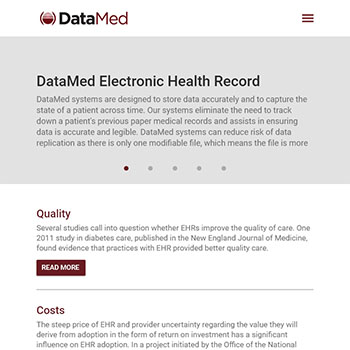 DataMed
DataMed Electronic Health Record
DataMed systems are designed to store data accurately and to capture the
state of a patient across time. Our systems eliminate the need to track
down a patient's previous paper medical records and assists in ensuring
data is accurate and legible. DataMed systems can reduce risk of data
replication as there is only one modifiable file, which means the file is more
Quality
Several studies call into question whether EHRs improve the quality of care. One
2011 study in diabetes care, published in the New England Journal of Medicine,
found evidence that practices with EHR provided better quality care.
READ MORE
Costs
The steep price of EHR and provider uncertainty regarding the value they will
derive from adoption in the form of return on investment has a significant
influence on EHR adoption. In a project initiated by the Office of the National